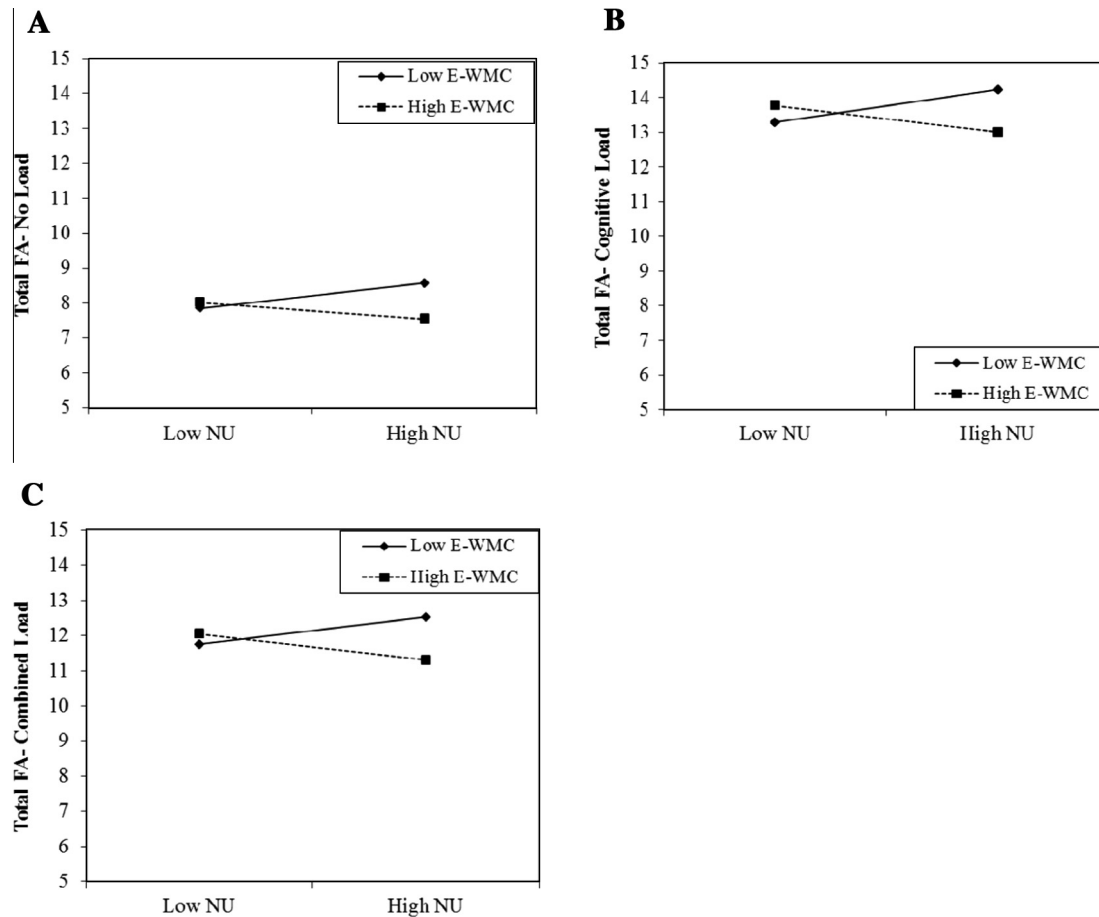 A
Total FA- No Load
15
14
13
12
11
10
9
8
7
6
5
Low E-WMC
High E-WMC
Low NU
High NU
B
Total FA- Cognitive Load
15
14
13
12
11
10
9
8
7
6
5
Low E-WMC
High E-WMC
Low NU
High NU
C
Total FA- Combined Load
15
14
13
12
11
10
9
8
7
6
5
Low E-WMC
High E-WMC
Low NU
High NU